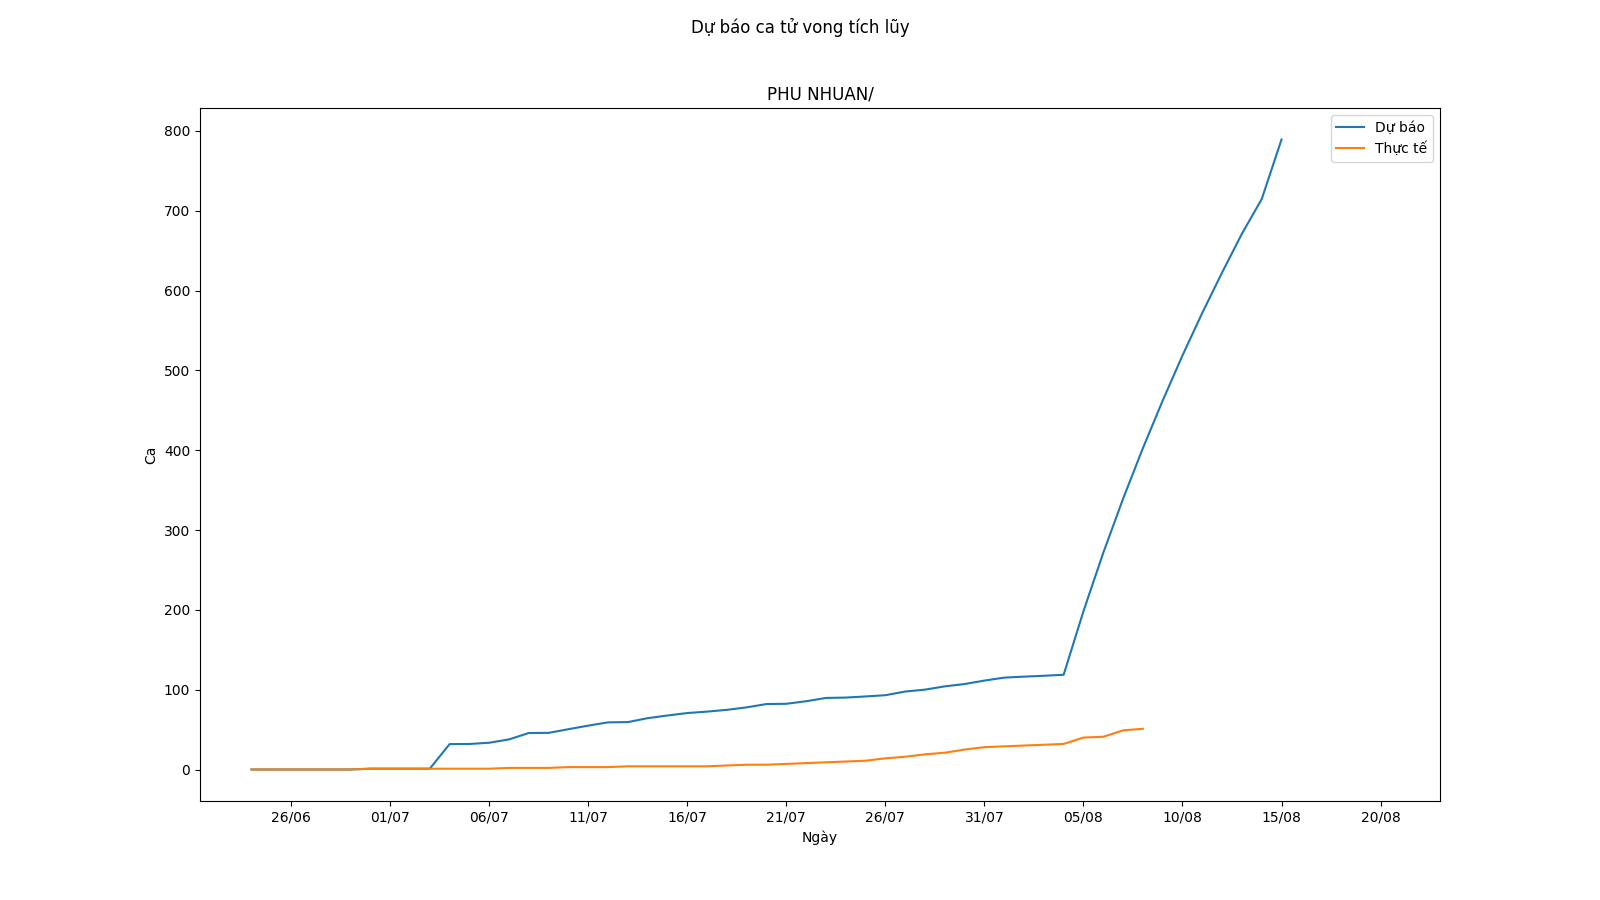 Dự báo ca tử vong tích lũy
PHU NHUAN/
Dự báo
Thực tế
800
700
600
500
400
300
200
100
0
Ca
26/06 01/07 06/07 11/07 16/07 21/07 26/07 31/07 05/08 10/08 15/08 20/08
Ngày